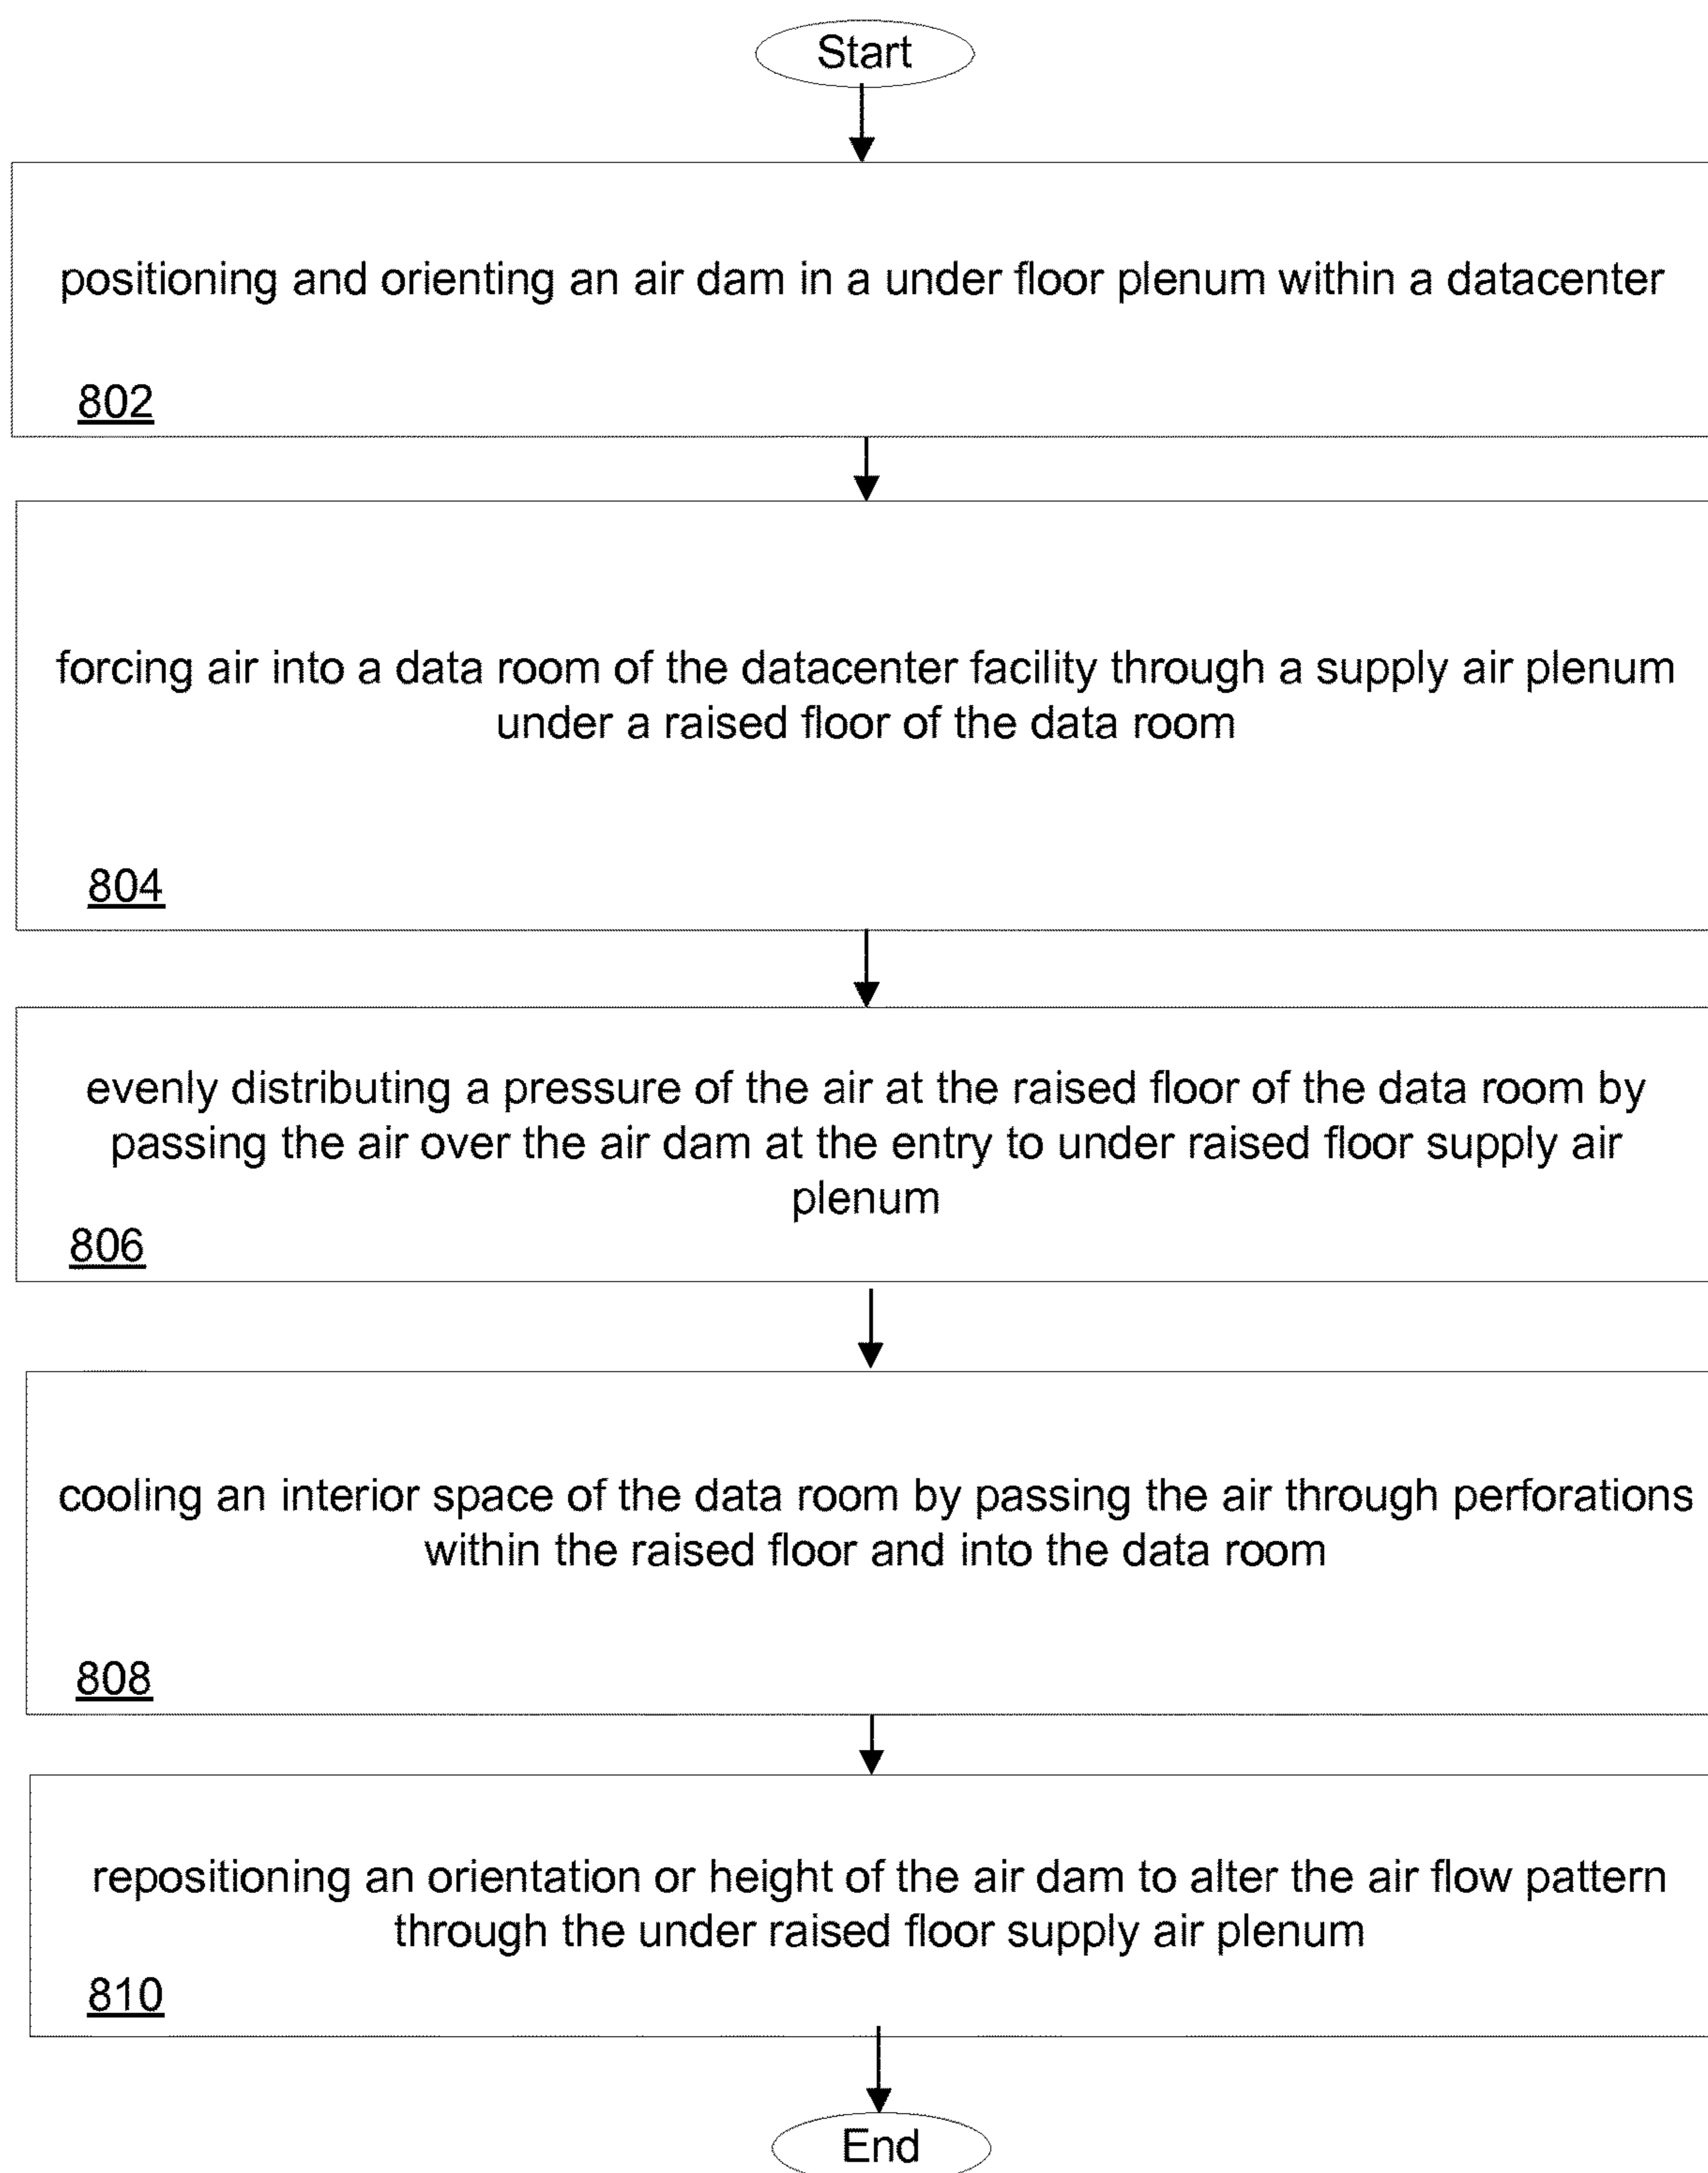 Start
positioning and orienting an air dam in a under floor plenum within a datacenter
802
forcing air into a data room of the datacenter facility through a supply air plenum
under a raised floor of the data room
804
evenly distributing a pressure of the air at the raised floor of the data room by
passing the air over the air dam at the entry to under raised floor supply air
plenum
806
cooling an interior space of the data room by passing the air through perforations
within the raised floor and into the data room
808
repositioning an orientation or height of the air dam to alter the air flow pattern
through the under raised floor supply air plenum
810
End